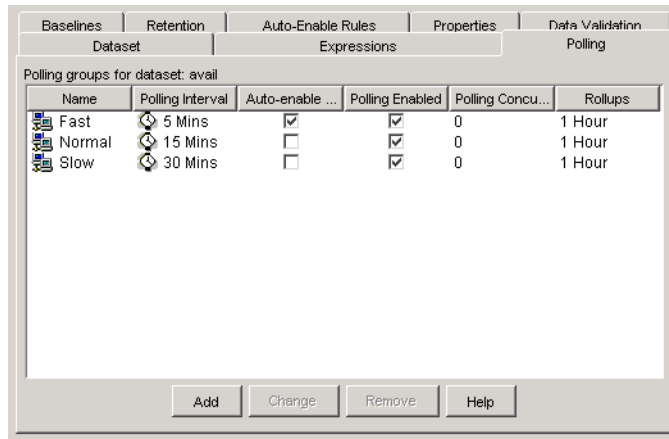 Baselines Retention Auto-Enable Rules Properties Data Validation
Dataset Expressions Polling
Polling groups for dataset: avail
Name Polling Interval Auto-enable ... Polling Enabled Polling Concu... Rollups
Fast 5 Mins 0 1 Hour
Normal 15 Mins 0 1 Hour
Slow 30 Mins 0 1 Hour
Add Change Remove Help